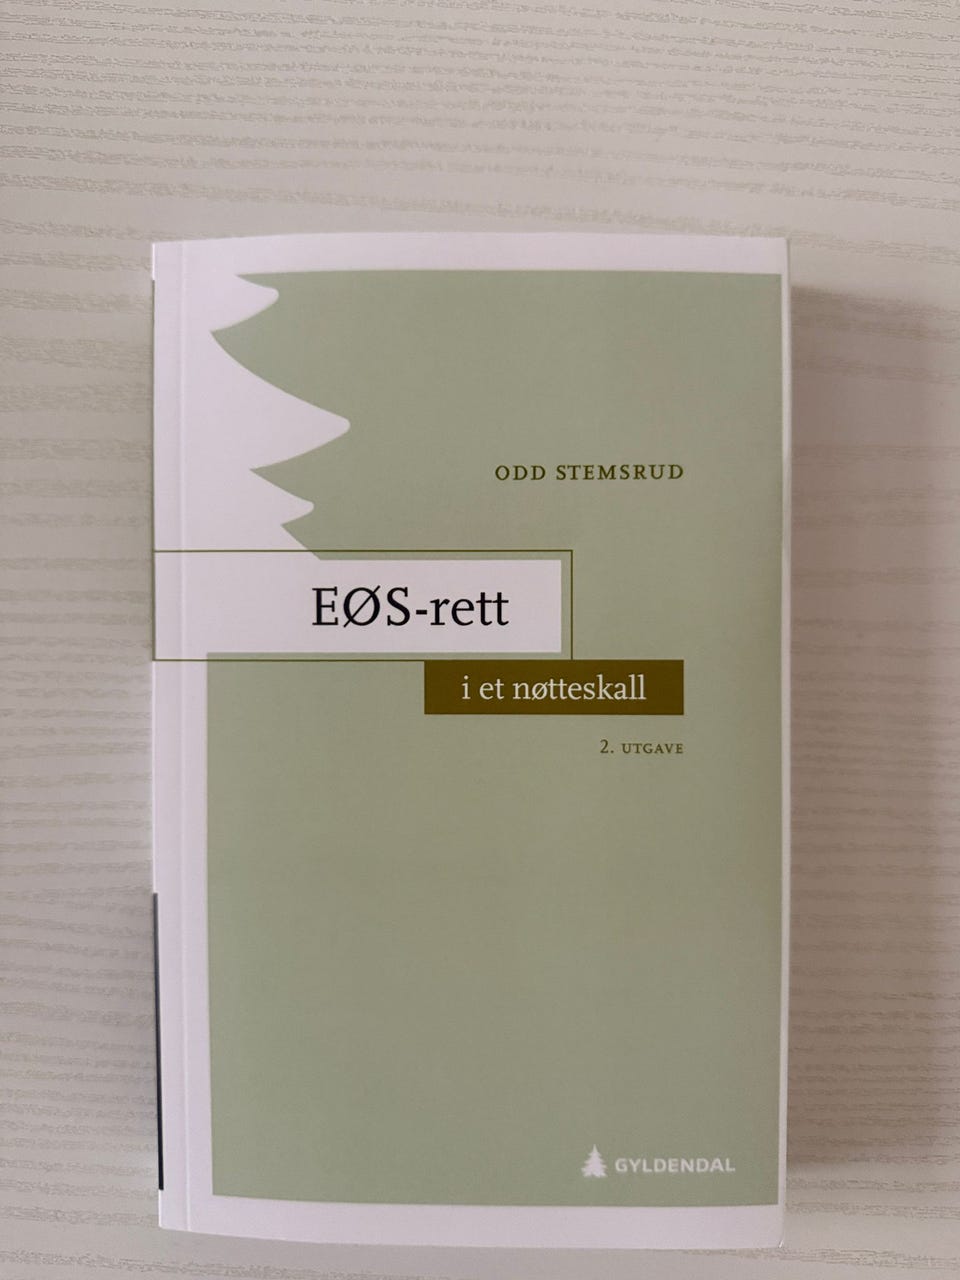 ODD STEMSRUD
EØS-rett
i et nøtteskall
2. UTGAVE
GYLDENDAL